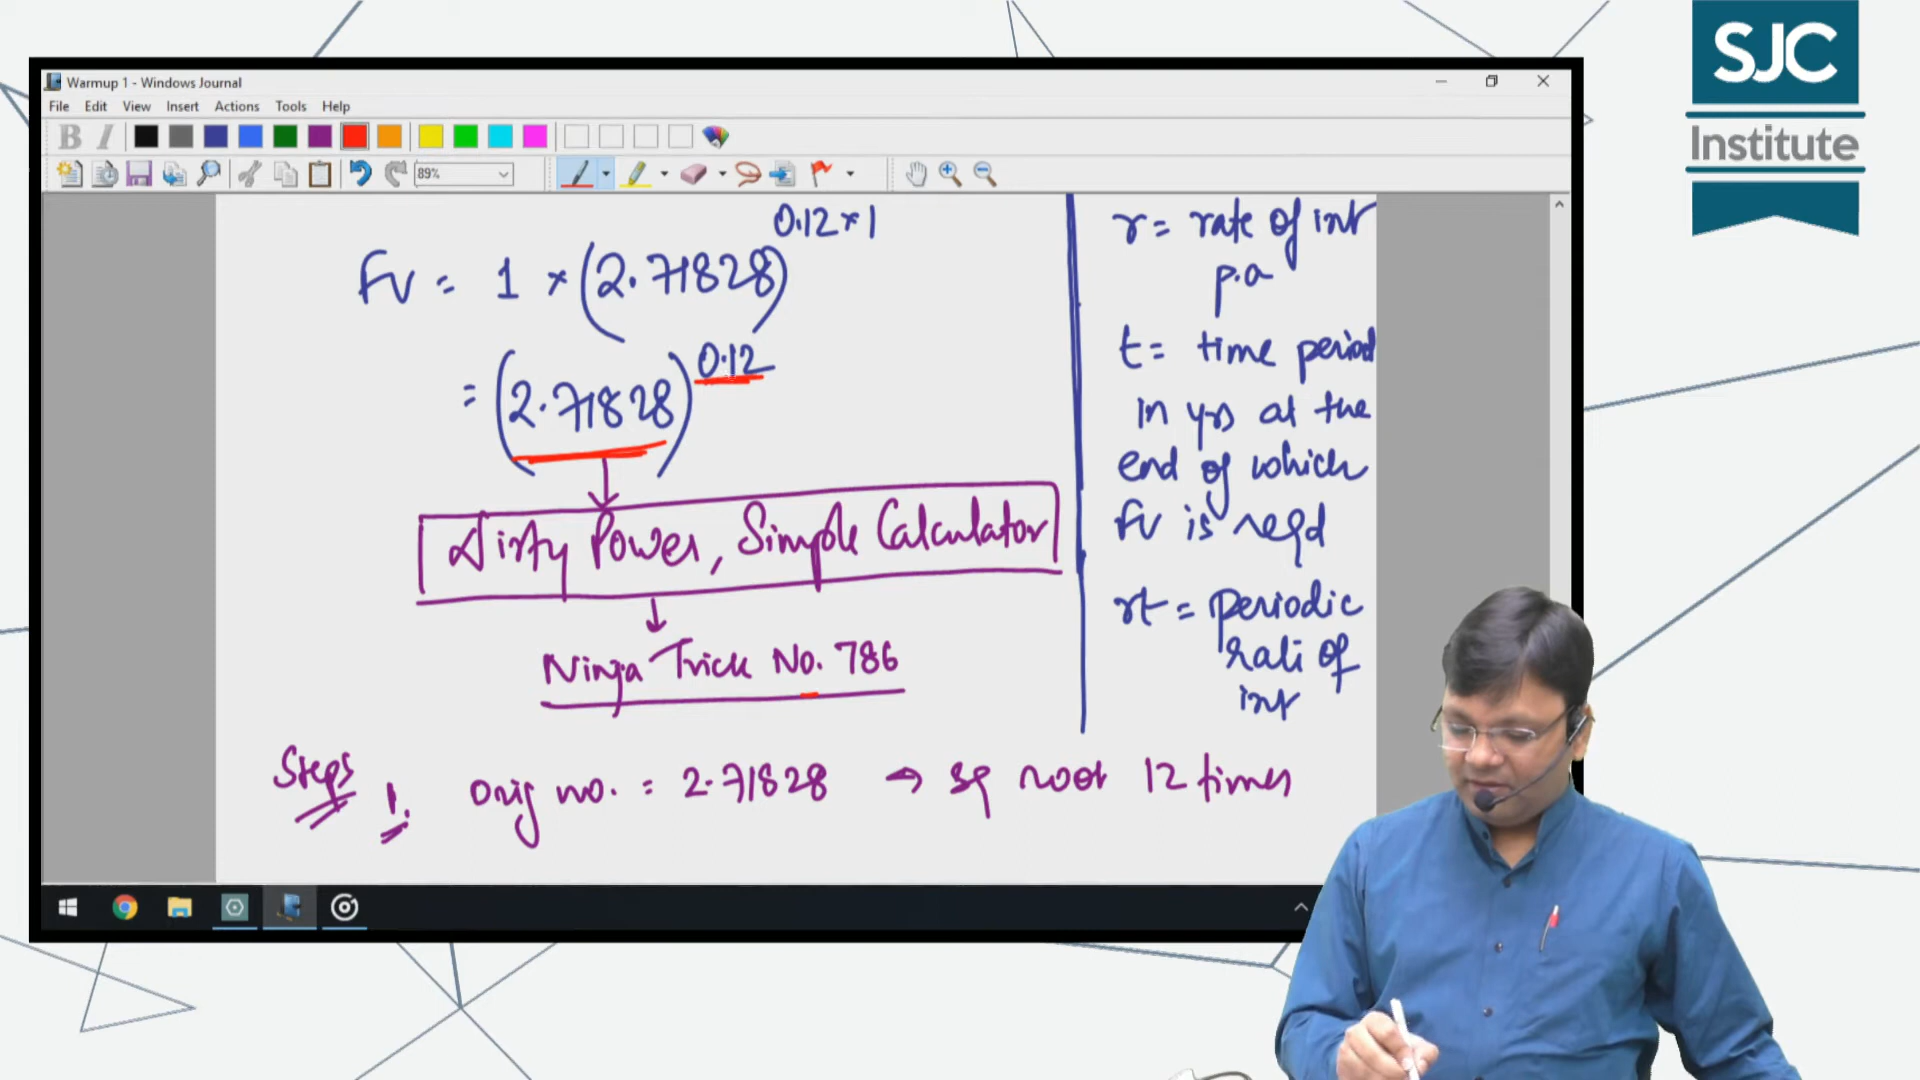 SJC
Institute
Warmup 1 - Windows Journal
File Edit View Insert Actions Tools Help
B I
89%
0.12 × 1
FV = 1 × (2.71828)
= (2.71828) 0.12
Dirty Power, Simple Calculator
Ninja Trick No. 786
Steps
1. Orig no. = 2.71828 → sq root 12 times
r = rate of int
p.a
t = time period
in yrs at the
end of which
FV is reqd
rt = periodic
rate of
int